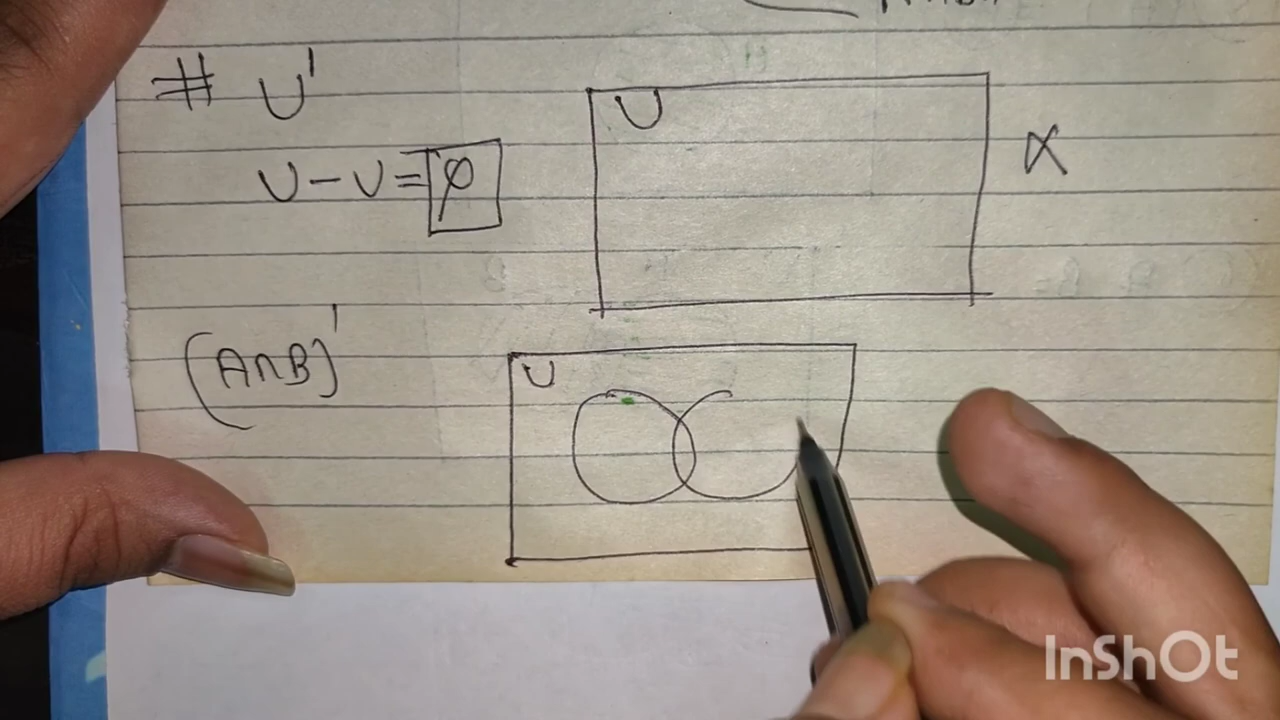 # U'
U
U - U = φ
α
(A∩B)'
U
InShOt